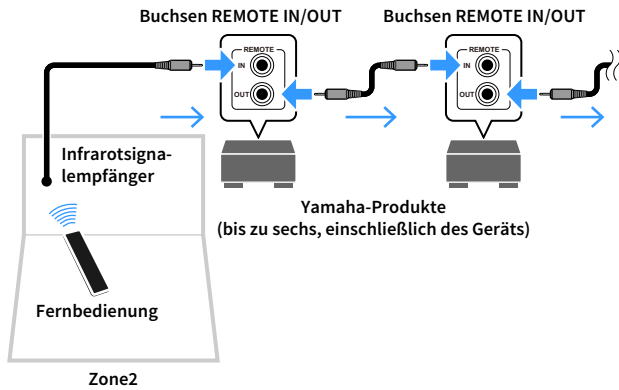 Buchsen REMOTE IN/OUT
Buchsen REMOTE IN/OUT
REMOTE
IN
OUT
REMOTE
IN
OUT
Infrarotsigna-
lempfänger
Yamaha-Produkte
(bis zu sechs, einschließlich des Geräts)
Fernbedienung
Zone2